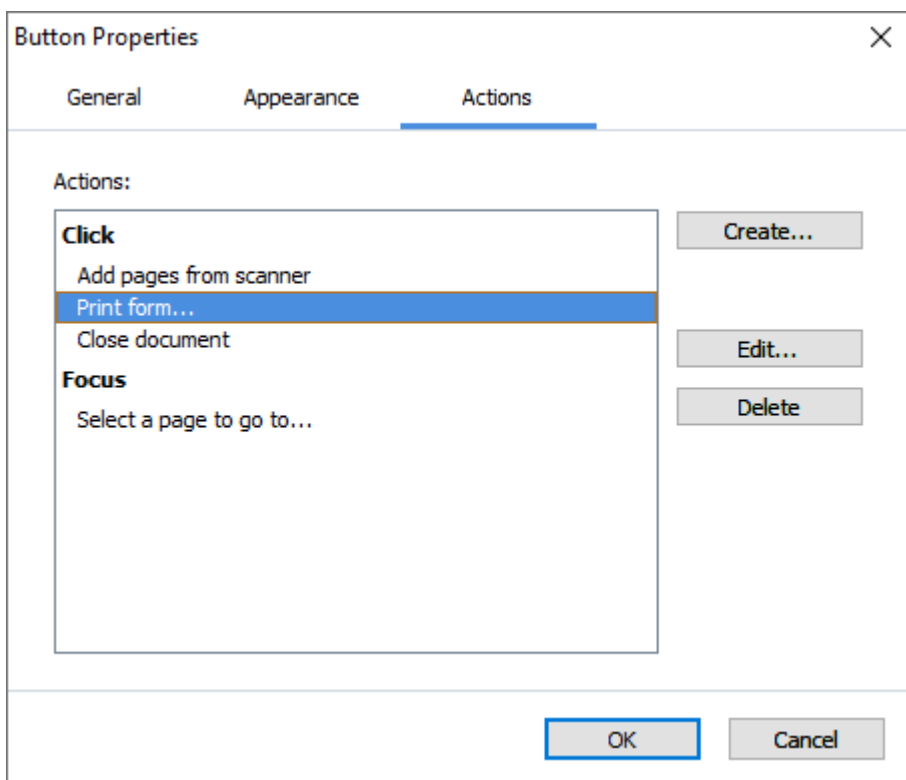 Button Properties
General Appearance Actions
Actions:
Click
Create...
Add pages from scanner
Print form...
Close document
Edit...
Focus
Delete
Select a page to go to...
OK Cancel